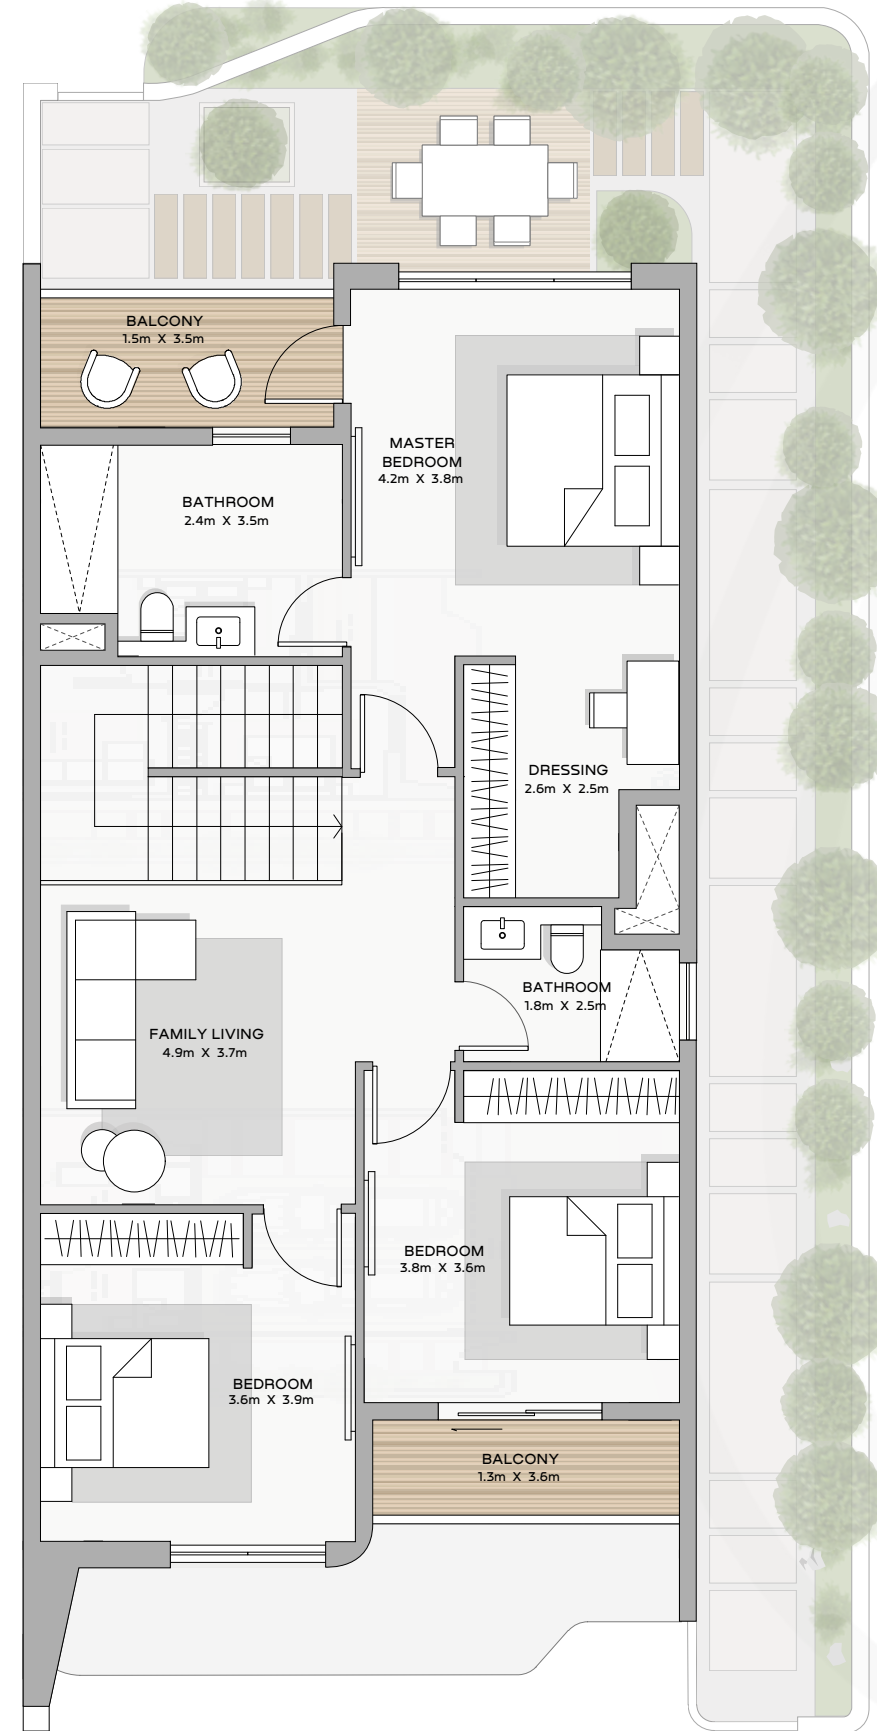 BALCONY
1.5m X 3.5m
MASTER
BEDROOM
4.2m X 3.8m
BATHROOM
2.4m X 3.5m
DRESSING
2.6m X 2.5m
BATHROOM
1.8m X 2.5m
FAMILY LIVING
4.9m X 3.7m
BEDROOM
3.8m X 3.6m
BEDROOM
3.6m X 3.9m
BALCONY
1.3m X 3.6m